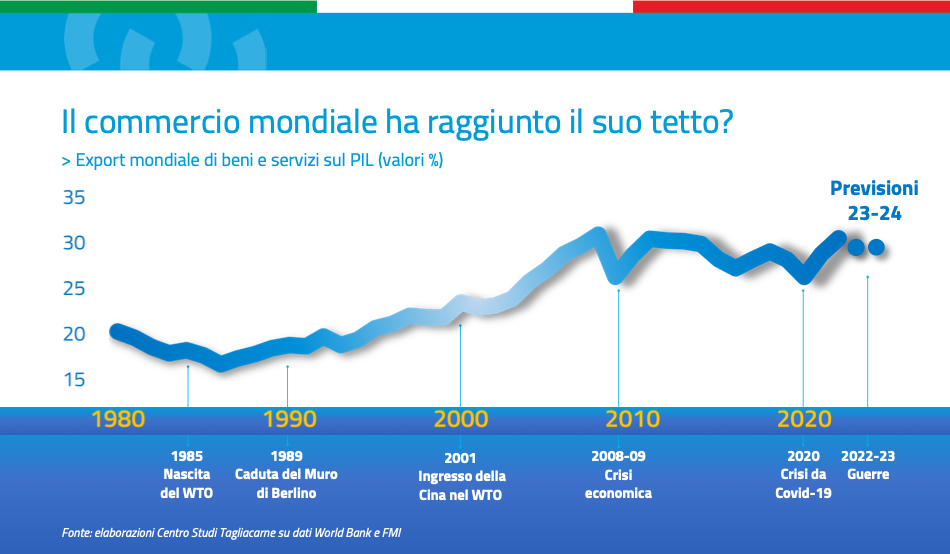 Il commercio mondiale ha raggiunto il suo tetto?
> Export mondiale di beni e servizi sul PIL (valori %)
Previsioni
23-24
35
30
25
20
15
1980 1990 2000 2010 2020
1985
Nascita
del WTO
1989
Caduta del Muro
di Berlino
2001
Ingresso della
Cina nel WTO
2008-09
Crisi
economica
2020
Crisi da
Covid-19
2022-23
Guerre
Fonte: elaborazioni Centro Studi Tagliacarne su dati World Bank e FMI